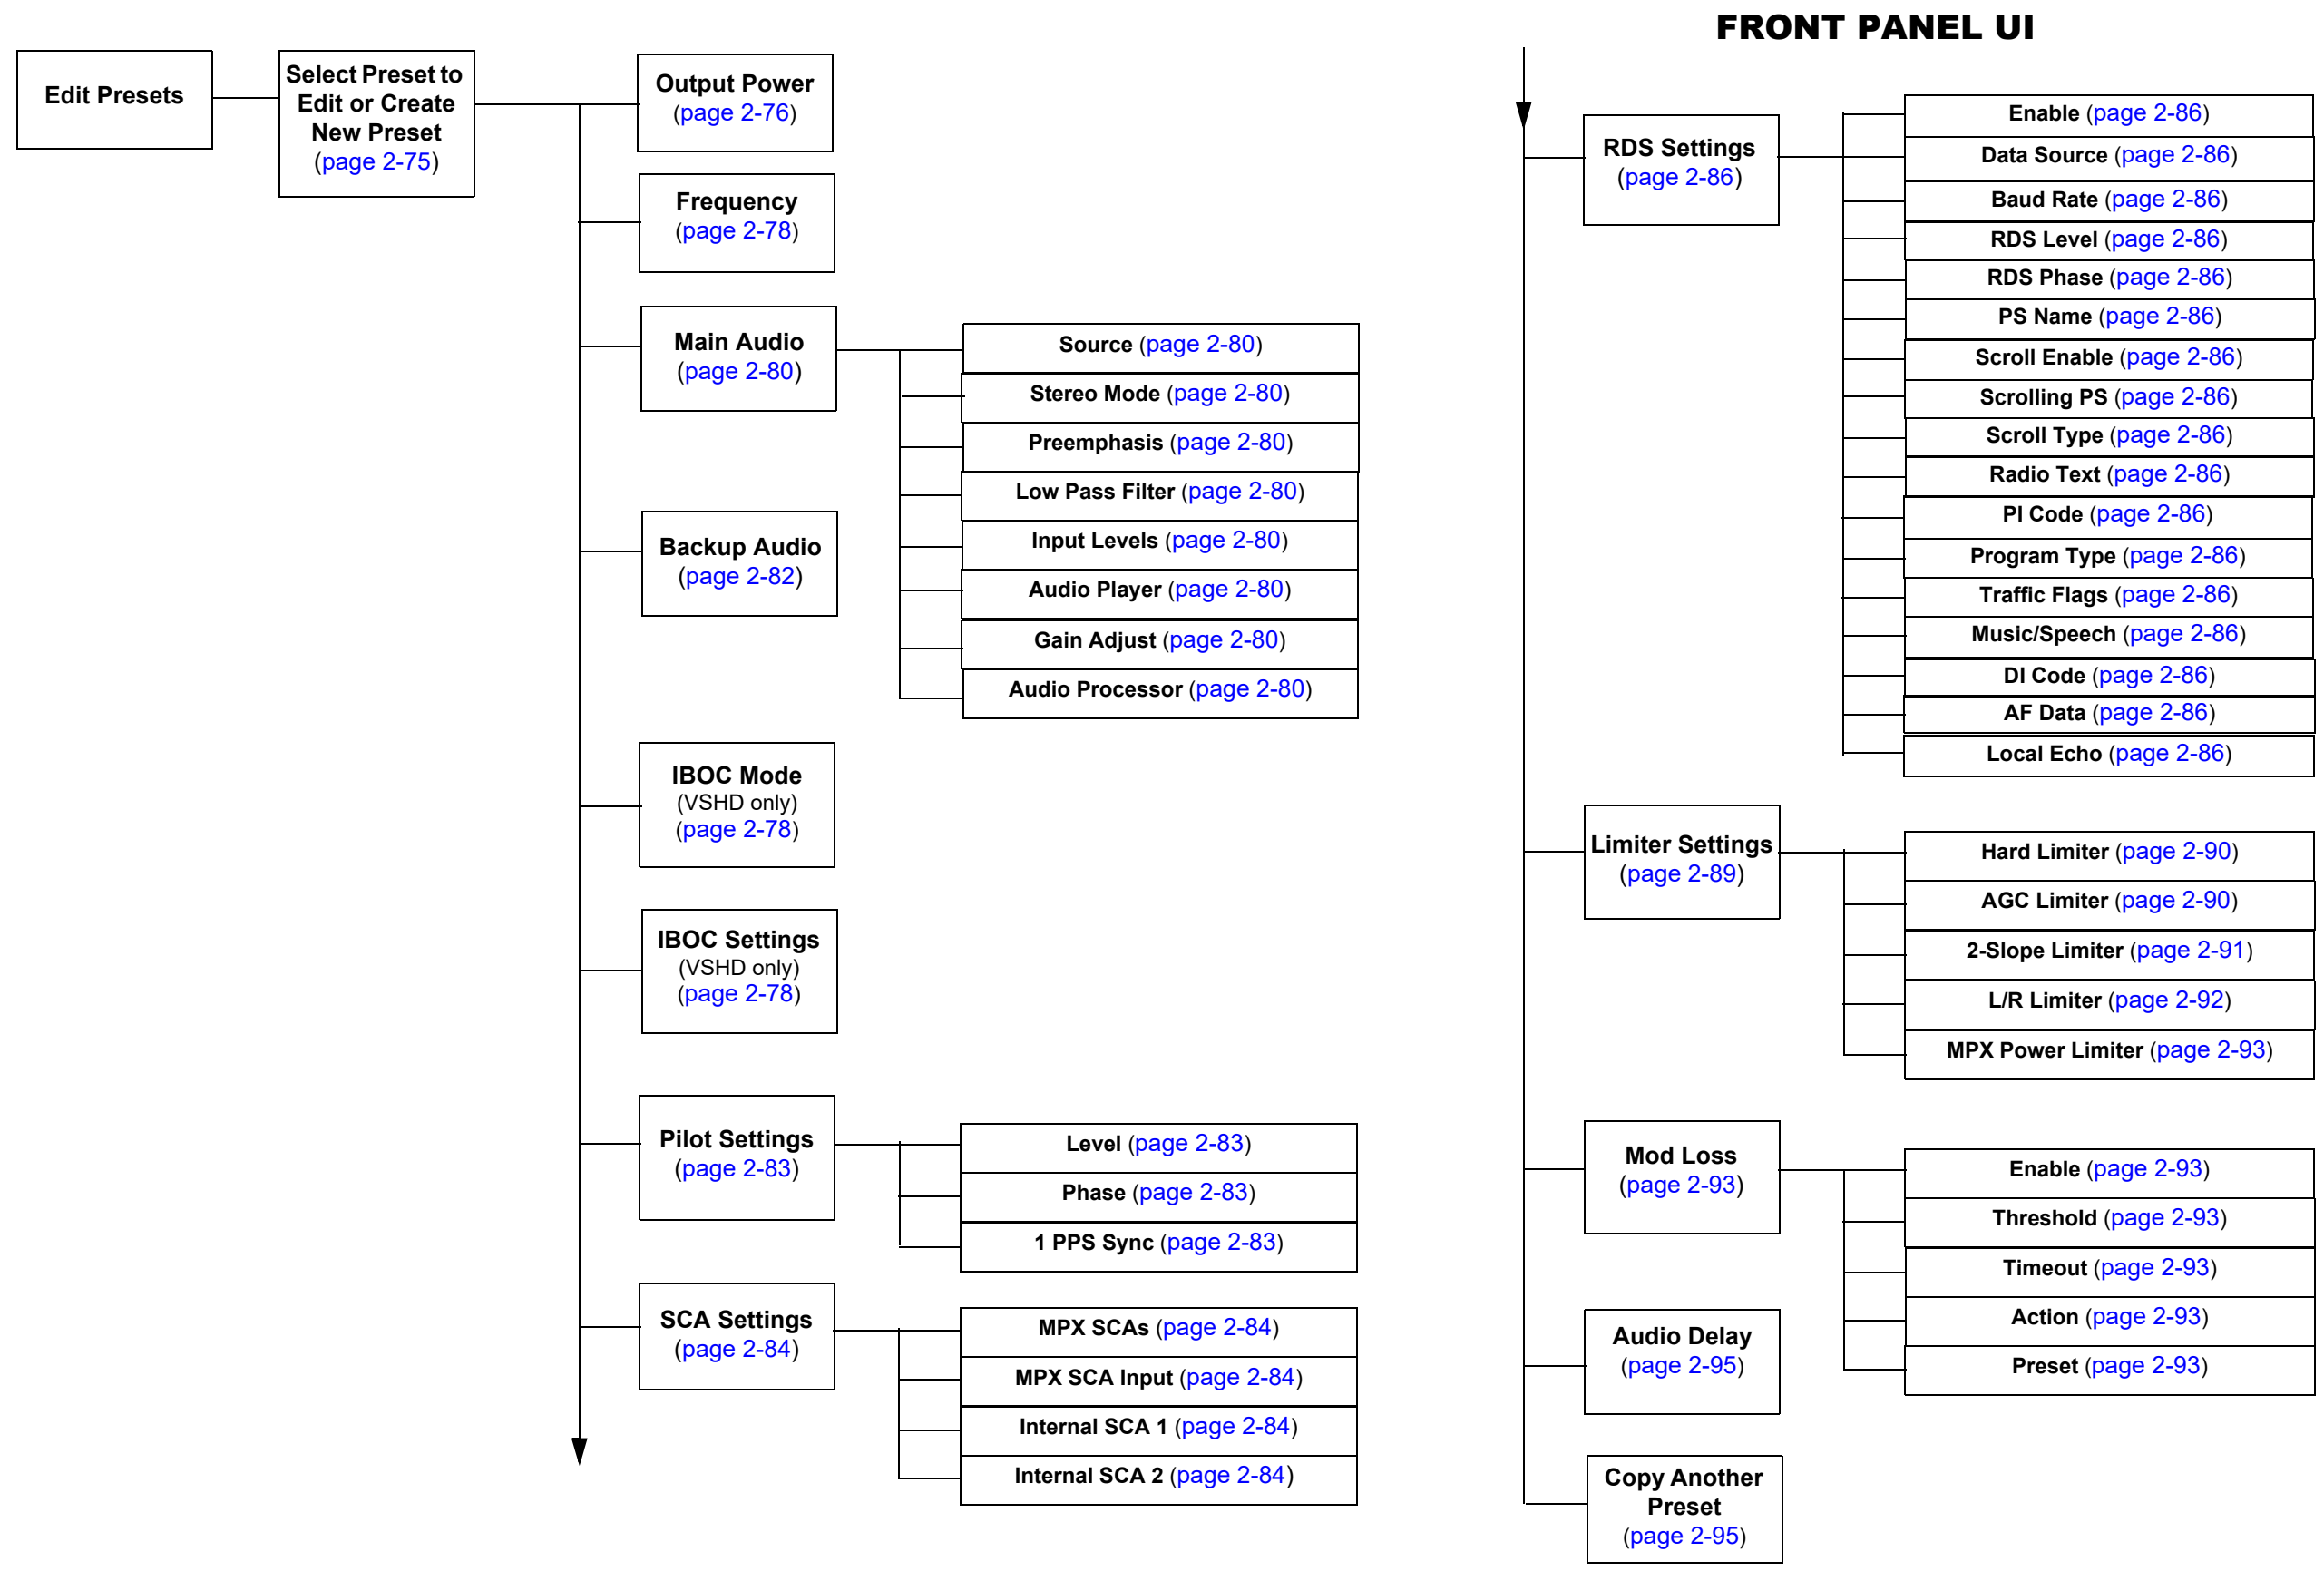 FRONT PANEL UI
Edit Presets
Select Preset to
Edit or Create
New Preset
(page 2-75)
Output Power
(page 2-76)
Frequency
(page 2-78)
Main Audio
(page 2-80)
Source (page 2-80)
Stereo Mode (page 2-80)
Preemphasis (page 2-80)
Low Pass Filter (page 2-80)
Input Levels (page 2-80)
Audio Player (page 2-80)
Gain Adjust (page 2-80)
Audio Processor (page 2-80)
Backup Audio
(page 2-82)
IBOC Mode
(VSHD only)
(page 2-78)
IBOC Settings
(VSHD only)
(page 2-78)
Pilot Settings
(page 2-83)
Level (page 2-83)
Phase (page 2-83)
1 PPS Sync (page 2-83)
SCA Settings
(page 2-84)
MPX SCAs (page 2-84)
MPX SCA Input (page 2-84)
Internal SCA 1 (page 2-84)
Internal SCA 2 (page 2-84)
RDS Settings
(page 2-86)
Enable (page 2-86)
Data Source (page 2-86)
Baud Rate (page 2-86)
RDS Level (page 2-86)
RDS Phase (page 2-86)
PS Name (page 2-86)
Scroll Enable (page 2-86)
Scrolling PS (page 2-86)
Scroll Type (page 2-86)
Radio Text (page 2-86)
PI Code (page 2-86)
Program Type (page 2-86)
Traffic Flags (page 2-86)
Music/Speech (page 2-86)
DI Code (page 2-86)
AF Data (page 2-86)
Local Echo (page 2-86)
Limiter Settings
(page 2-89)
Hard Limiter (page 2-90)
AGC Limiter (page 2-90)
2-Slope Limiter (page 2-91)
L/R Limiter (page 2-92)
MPX Power Limiter (page 2-93)
Mod Loss
(page 2-93)
Enable (page 2-93)
Threshold (page 2-93)
Timeout (page 2-93)
Action (page 2-93)
Preset (page 2-93)
Audio Delay
(page 2-95)
Copy Another
Preset
(page 2-95)